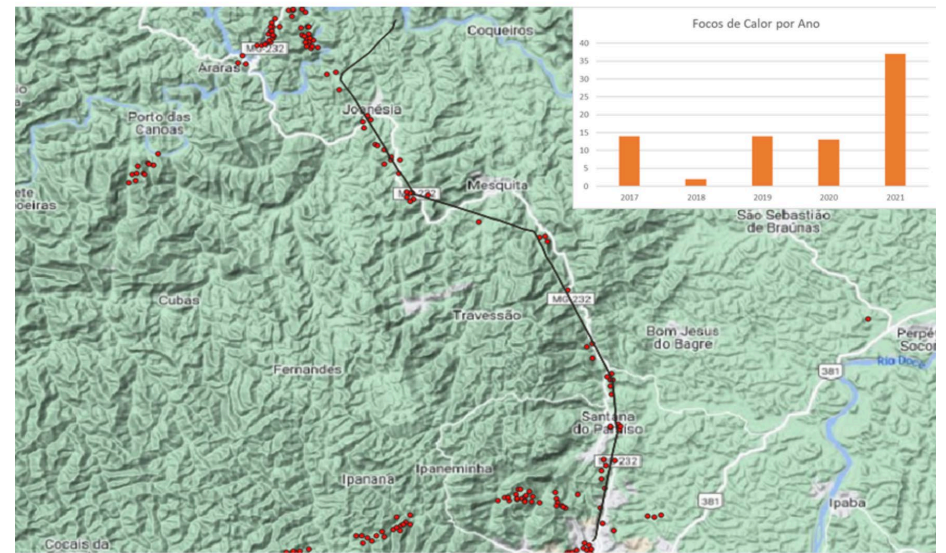 Focos de Calor por Ano
40
35
30
25
20
15
10
5
0
2017
2018
2019
2020
2021
Coqueiros
MG 232
Araras
Joanésia
Porto das
Canoas
232
Mesquita
São Sebastião
de Braúnas
Cubas
MG 232
Travessão
Bom Jesus
do Bagre
Fernandes
381
Rio Doce
Santana
do Paraíso
232
Ipaneminha
Ipanana
381
Ipaba
Cocais da